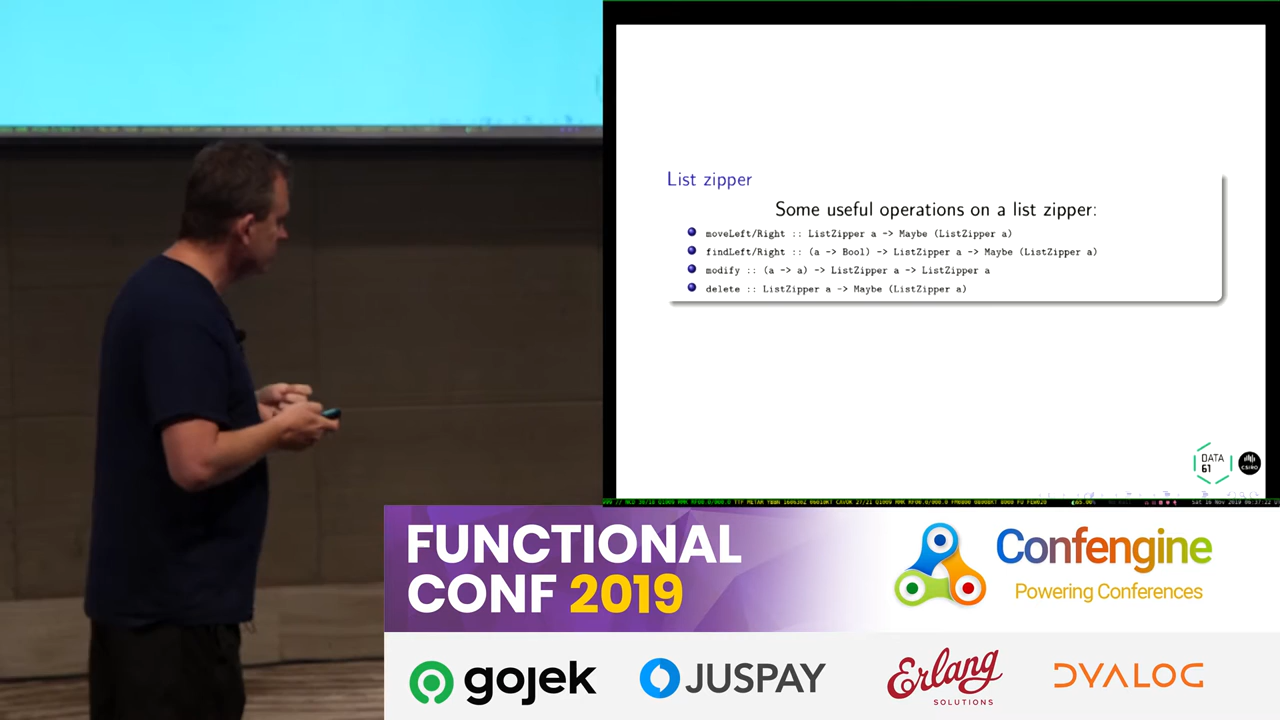 List zipper
Some useful operations on a list zipper:
moveLeft/Right :: ListZipper a -> Maybe (ListZipper a)
findLeft/Right :: (a -> Bool) -> ListZipper a -> Maybe (ListZipper a)
modify :: (a -> a) -> ListZipper a -> ListZipper a
delete :: ListZipper a -> Maybe (ListZipper a)
DATA
61
CSIRO
FUNCTIONAL
CONF 2019
Confengine
Powering Conferences
gojek
JUSPAY
Erlang
SOLUTIONS
DYALOG